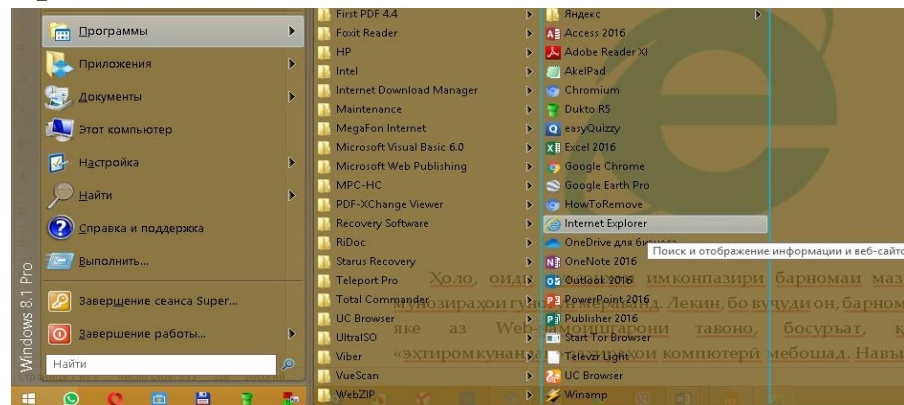 Программы
Приложения
Документы
Этот компьютер
Настройка
Найти
Справка и поддержка
Выполнить...
Завершение сеанса Super...
Завершение работы...
Найти
Windows 8.1 Pro
First PDF 4.4
Foxit Reader
HP
Intel
Internet Download Manager
Maintenance
MegaFon Internet
Microsoft Visual Basic 6.0
Microsoft Web Publishing
MPC-HC
PDF-XChange Viewer
Recovery Software
RiDoc
Starus Recovery
Teleport Pro
Total Commander
UC Browser
UltraISO
Viber
VueScan
WebZIP
Яндекс
Access 2016
Adobe Reader XI
AkelPad
Chromium
Dukto R5
easyQuizzy
Excel 2016
Google Chrome
Google Earth Pro
HowToRemove
Internet Explorer
OneDrive для бизнеса
OneNote 2016
Outlook 2016
PowerPoint 2016
Publisher 2016
Start Tor Browser
UC Browser
Winamp
Поиск и отображение информации и веб-сайто
Ҳоло, имконпазири барномаи маз
мераванд. Лекин, бо вуҷуди он, барном
яке аз тавоно, босуръат,
компютерӣ мебошад. Навъ